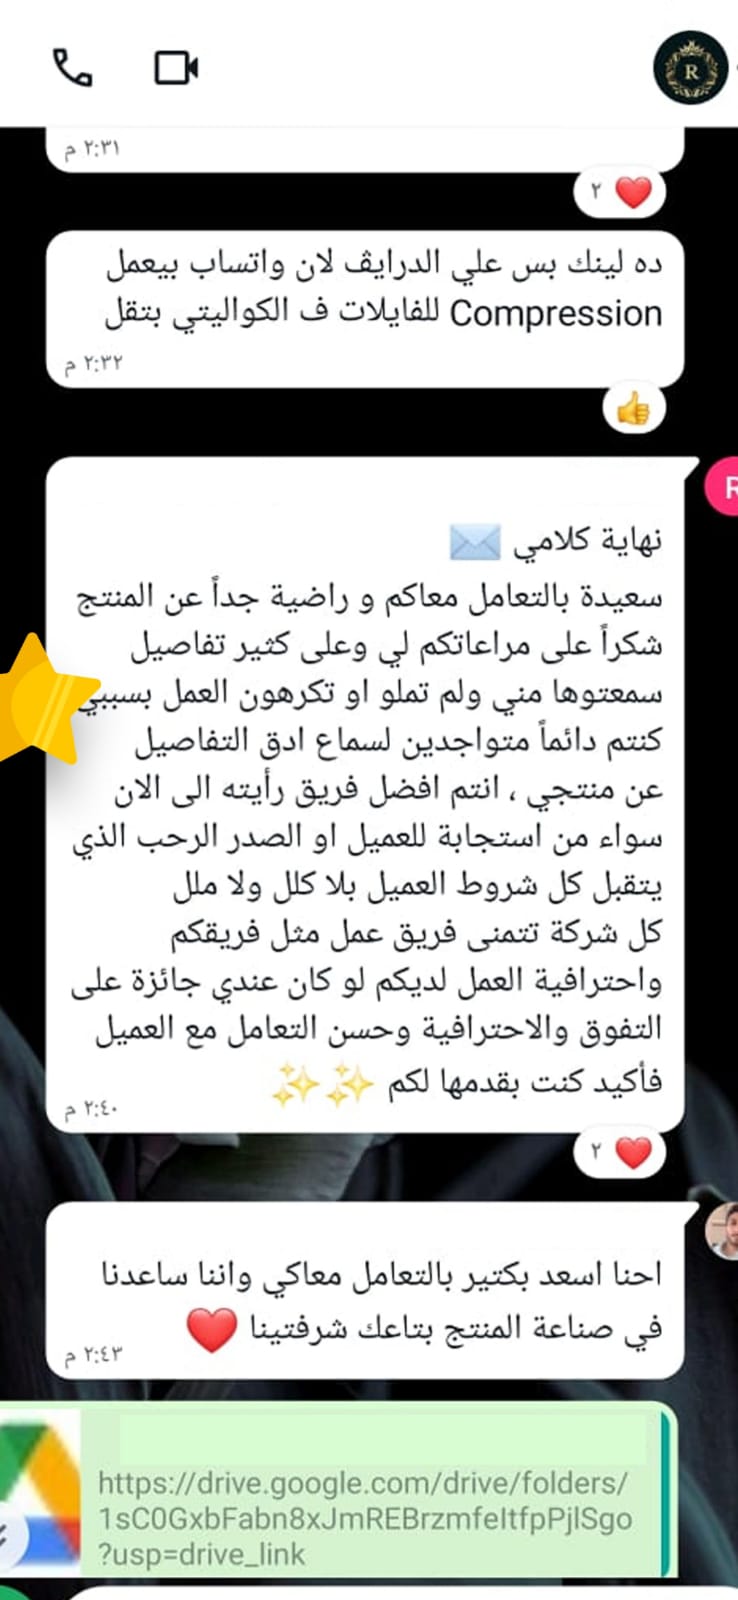 R
٢:٣١ م
٢
ده لينك بس علي الدرايف لان واتساب بيعمل
Compression للفايلات ف الكواليتي بتقل
٢:٣٢ م
R
نهاية كلامي
سعيدة بالتعامل معاكم و راضية جداً عن المنتج
شكراً على مراعاتكم لي وعلى كثير تفاصيل
سمعتوها مني ولم تملو او تكرهون العمل بسببي
كنتم دائماً متواجدين لسماع ادق التفاصيل
عن منتجي ، انتم افضل فريق رأيته الى الان
سواء من استجابة للعميل او الصدر الرحب الذي
يتقبل كل شروط العميل بلا كلل ولا ملل
كل شركة تتمنى فريق عمل مثل فريقكم
واحترافية العمل لديكم لو كان عندي جائزة على
التفوق والاحترافية وحسن التعامل مع العميل
فأكيد كنت بقدمها لكم
٢:٤٠ م
٢
احنا اسعد بكتير بالتعامل معاكي واننا ساعدنا
في صناعة المنتج بتاعك شرفتينا
٢:٤٣ م
https://drive.google.com/drive/folders/
1sC0GxbFabn8xJmREBrzmfeltfpPjlSgo
?usp=drive_link